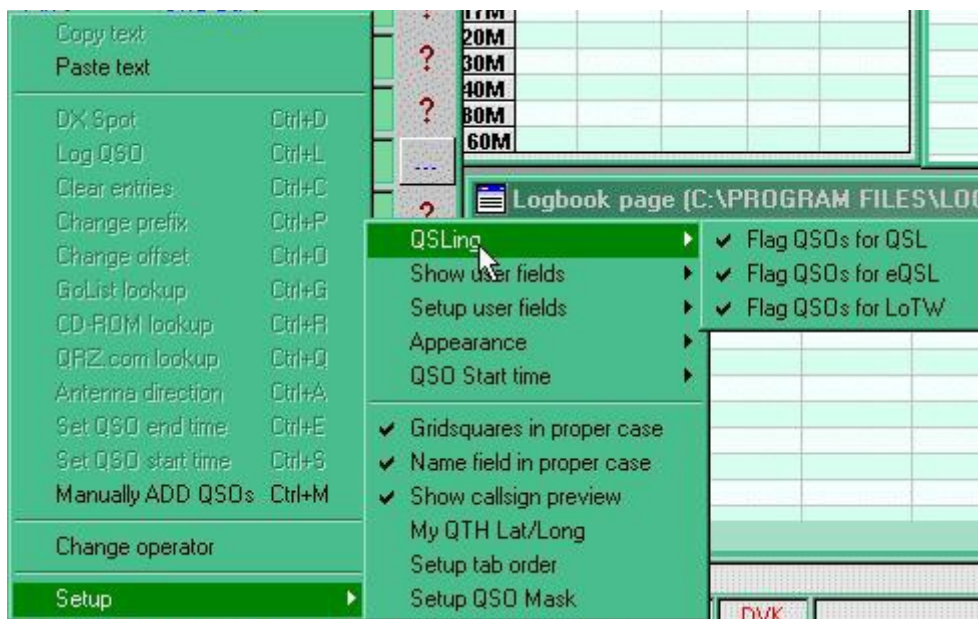 Copy text
Paste text
DX Spot Ctrl+D
Log QSO Ctrl+L
Clear entries Ctrl+C
Change prefix Ctrl+P
Change offset Ctrl+O
GoList lookup Ctrl+G
CD-ROM lookup Ctrl+R
QRZ.com lookup Ctrl+Q
Antenna direction Ctrl+A
Set QSO end time Ctrl+E
Set QSO start time Ctrl+S
Manually ADD QSOs Ctrl+M
Change operator
Setup
?
?
---
?
17M
20M
30M
40M
80M
60M
Logbook page (C:\PROGRAM FILES\LOG
QSLing
Show user fields
Setup user fields
Appearance
QSO Start time
Gridsquares in proper case
Name field in proper case
Show callsign preview
My QTH Lat/Long
Setup tab order
Setup QSO Mask
Flag QSOs for QSL
Flag QSOs for eQSL
Flag QSOs for LoTW
DVK